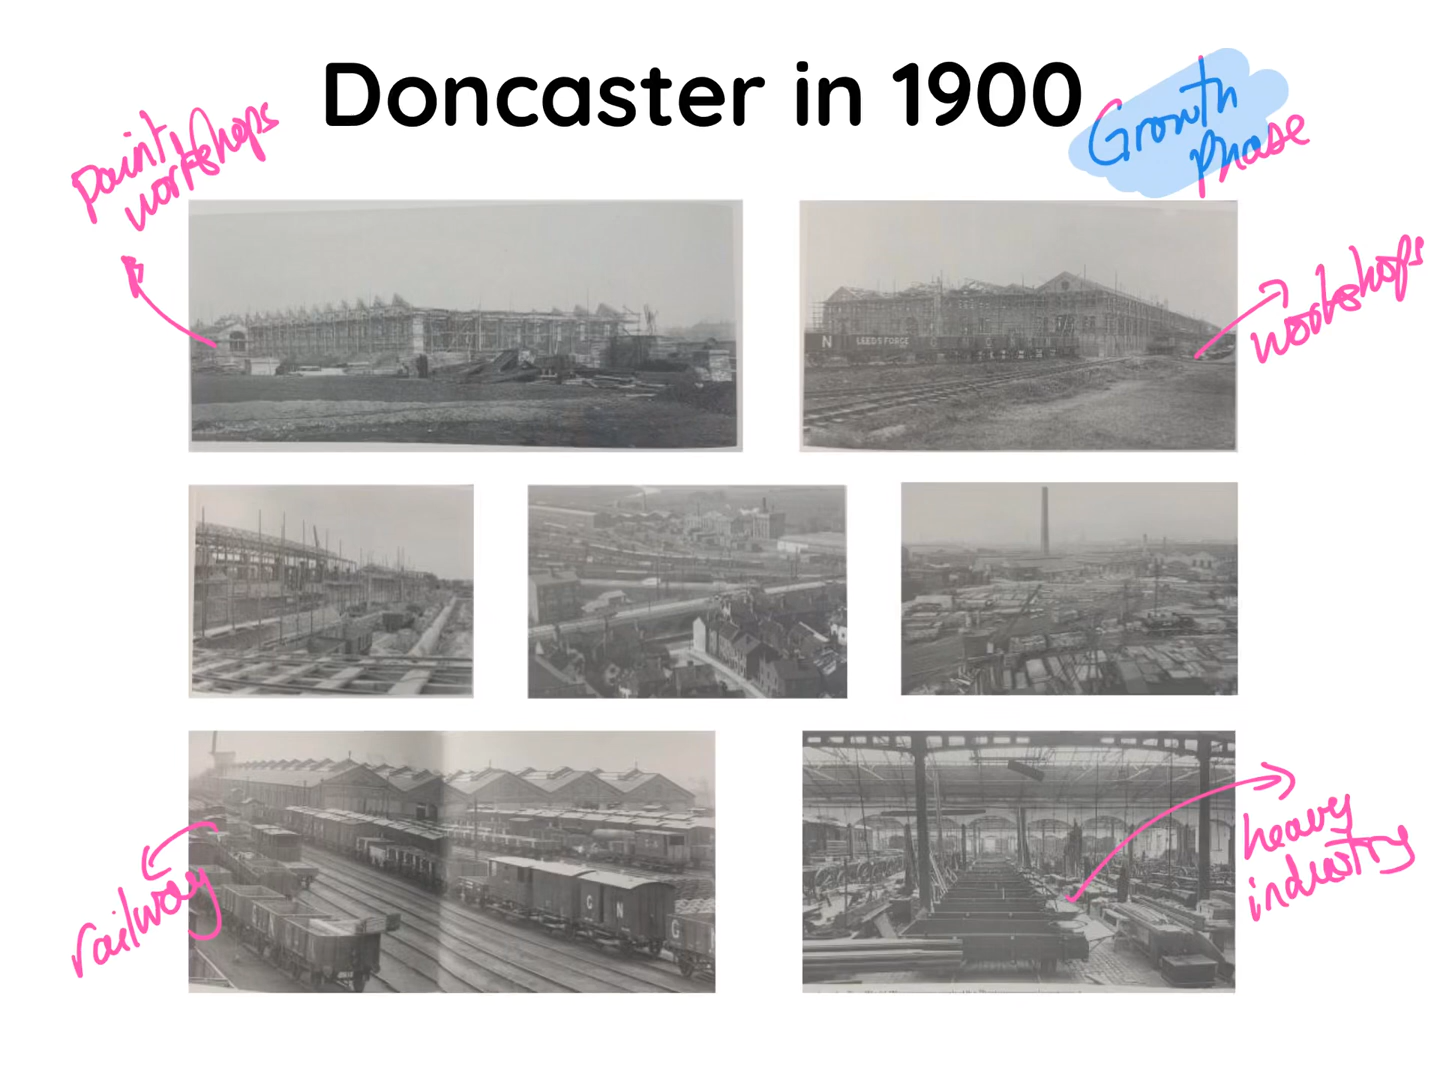 Doncaster in 1900
Growth
phase
paint
workshops
workshops
N LEEDS FORGE
railway
G N
G
heavy
industry